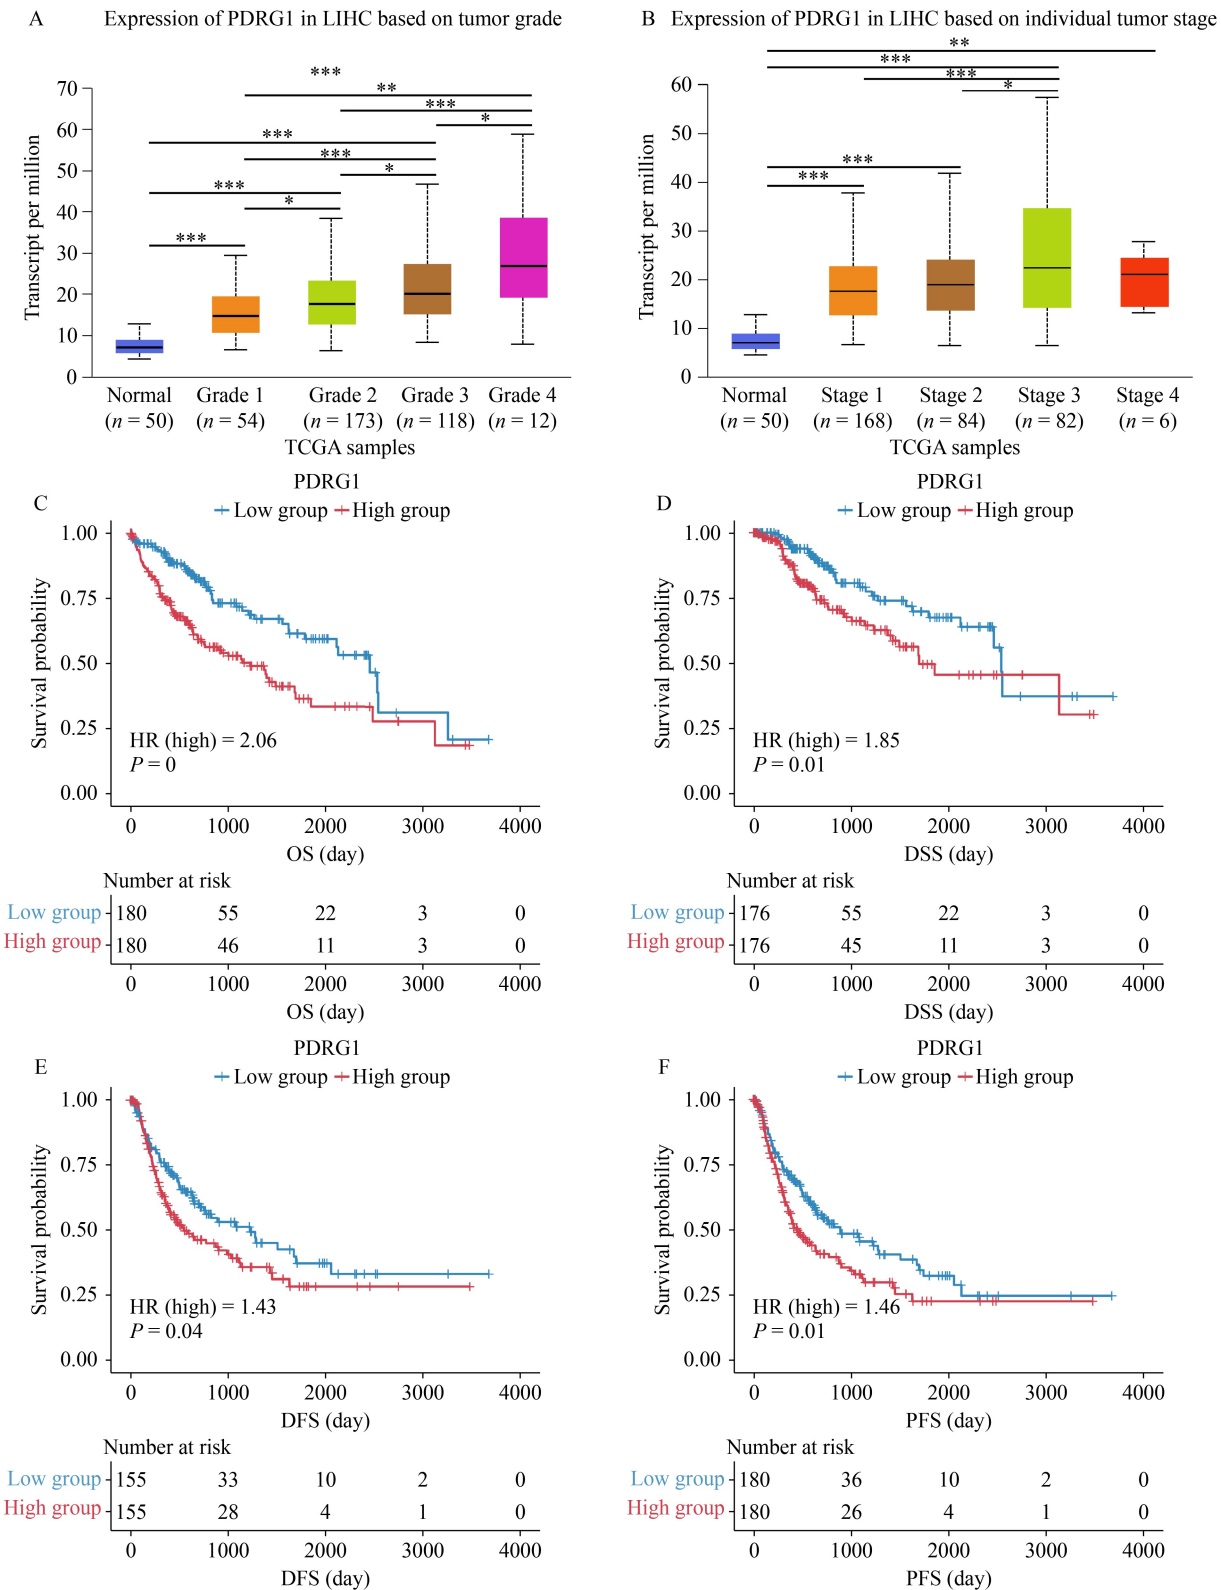 A Expression of PDRG1 in LIHC based on tumor grade
***
**
***
*
***
***
*
***
*
***
70
60
50
40
30
20
10
0
Transcript per million
Normal Grade 1 Grade 2 Grade 3 Grade 4
(n = 50) (n = 54) (n = 173) (n = 118) (n = 12)
TCGA samples
B Expression of PDRG1 in LIHC based on individual tumor stage
**
***
***
*
***
***
60
50
40
30
20
10
0
Transcript per million
Normal Stage 1 Stage 2 Stage 3 Stage 4
(n = 50) (n = 168) (n = 84) (n = 82) (n = 6)
TCGA samples
C
PDRG1
Low group High group
1.00
0.75
0.50
0.25
0.00
Survival probability
HR (high) = 2.06
P = 0
0 1000 2000 3000 4000
OS (day)
Number at risk
Low group 180 55 22 3 0
High group 180 46 11 3 0
0 1000 2000 3000 4000
OS (day)
D
PDRG1
Low group High group
1.00
0.75
0.50
0.25
0.00
Survival probability
HR (high) = 1.85
P = 0.01
0 1000 2000 3000 4000
DSS (day)
Number at risk
Low group 176 55 22 3 0
High group 176 45 11 3 0
0 1000 2000 3000 4000
DSS (day)
E
PDRG1
Low group High group
1.00
0.75
0.50
0.25
0.00
Survival probability
HR (high) = 1.43
P = 0.04
0 1000 2000 3000 4000
DFS (day)
Number at risk
Low group 155 33 10 2 0
High group 155 28 4 1 0
0 1000 2000 3000 4000
DFS (day)
F
PDRG1
Low group High group
1.00
0.75
0.50
0.25
0.00
Survival probability
HR (high) = 1.46
P = 0.01
0 1000 2000 3000 4000
PFS (day)
Number at risk
Low group 180 36 10 2 0
High group 180 26 4 1 0
0 1000 2000 3000 4000
PFS (day)